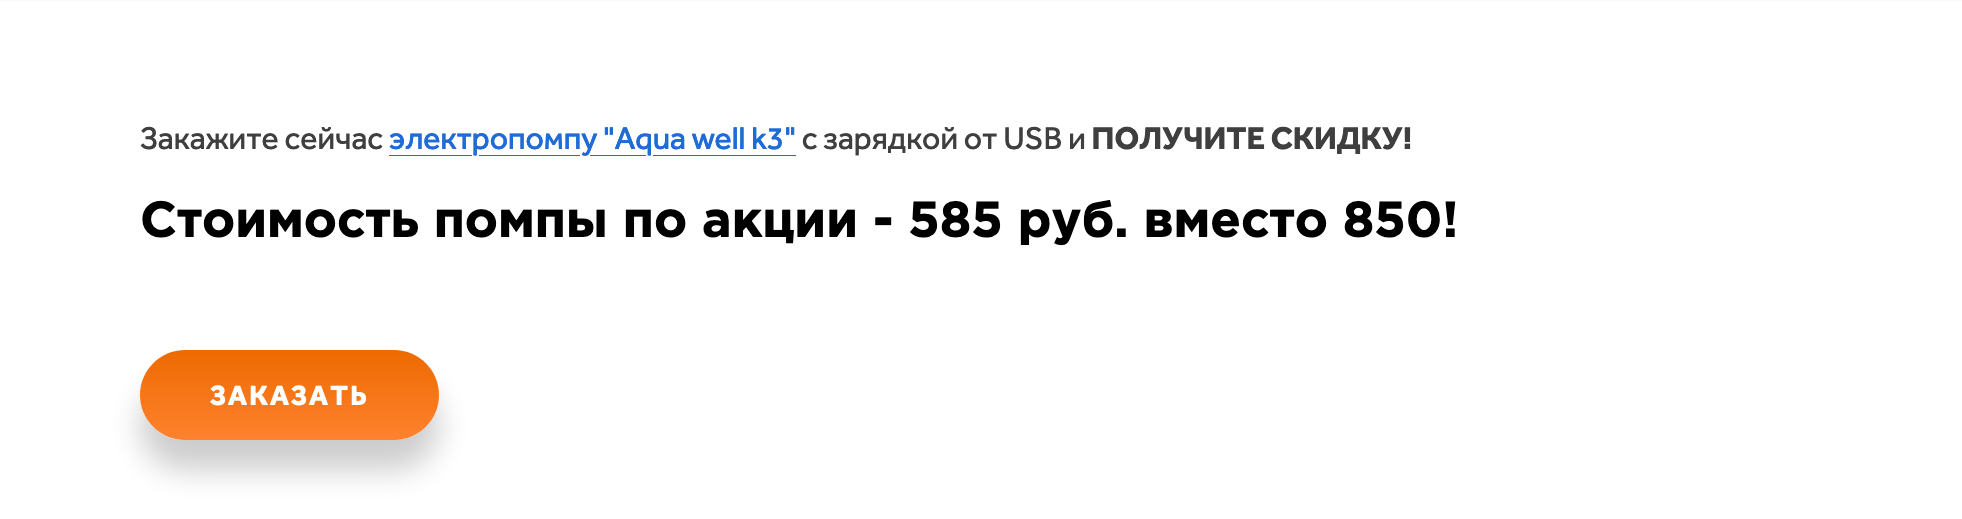 Закажите сейчас электропомпу "Aqua well k3" с зарядкой от USB и ПОЛУЧИТЕ СКИДКУ!
Стоимость помпы по акции - 585 руб. вместо 850!
ЗАКАЗАТЬ